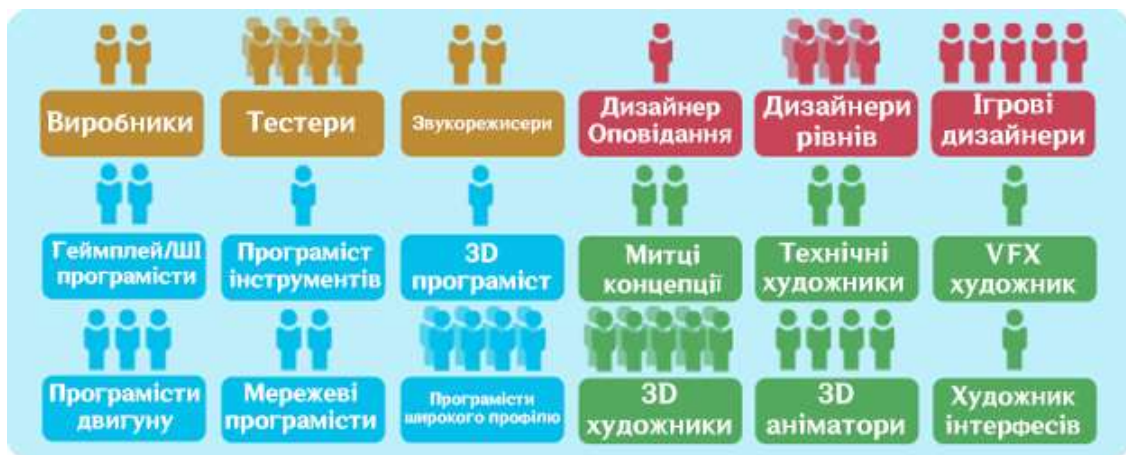 Виробники
Тестери
Звукорежисери
Дизайнер
Оповідання
Дизайнери
рівнів
Ігрові
дизайнери
Геймплей/ШІ
програмісти
Програміст
інструментів
3D
програміст
Митці
концепції
Технічні
художники
VFX
художник
Програмісти
двигуну
Мережеві
програмісти
Програмісти
широкого профілю
3D
художники
3D
аніматори
Художник
інтерфесів